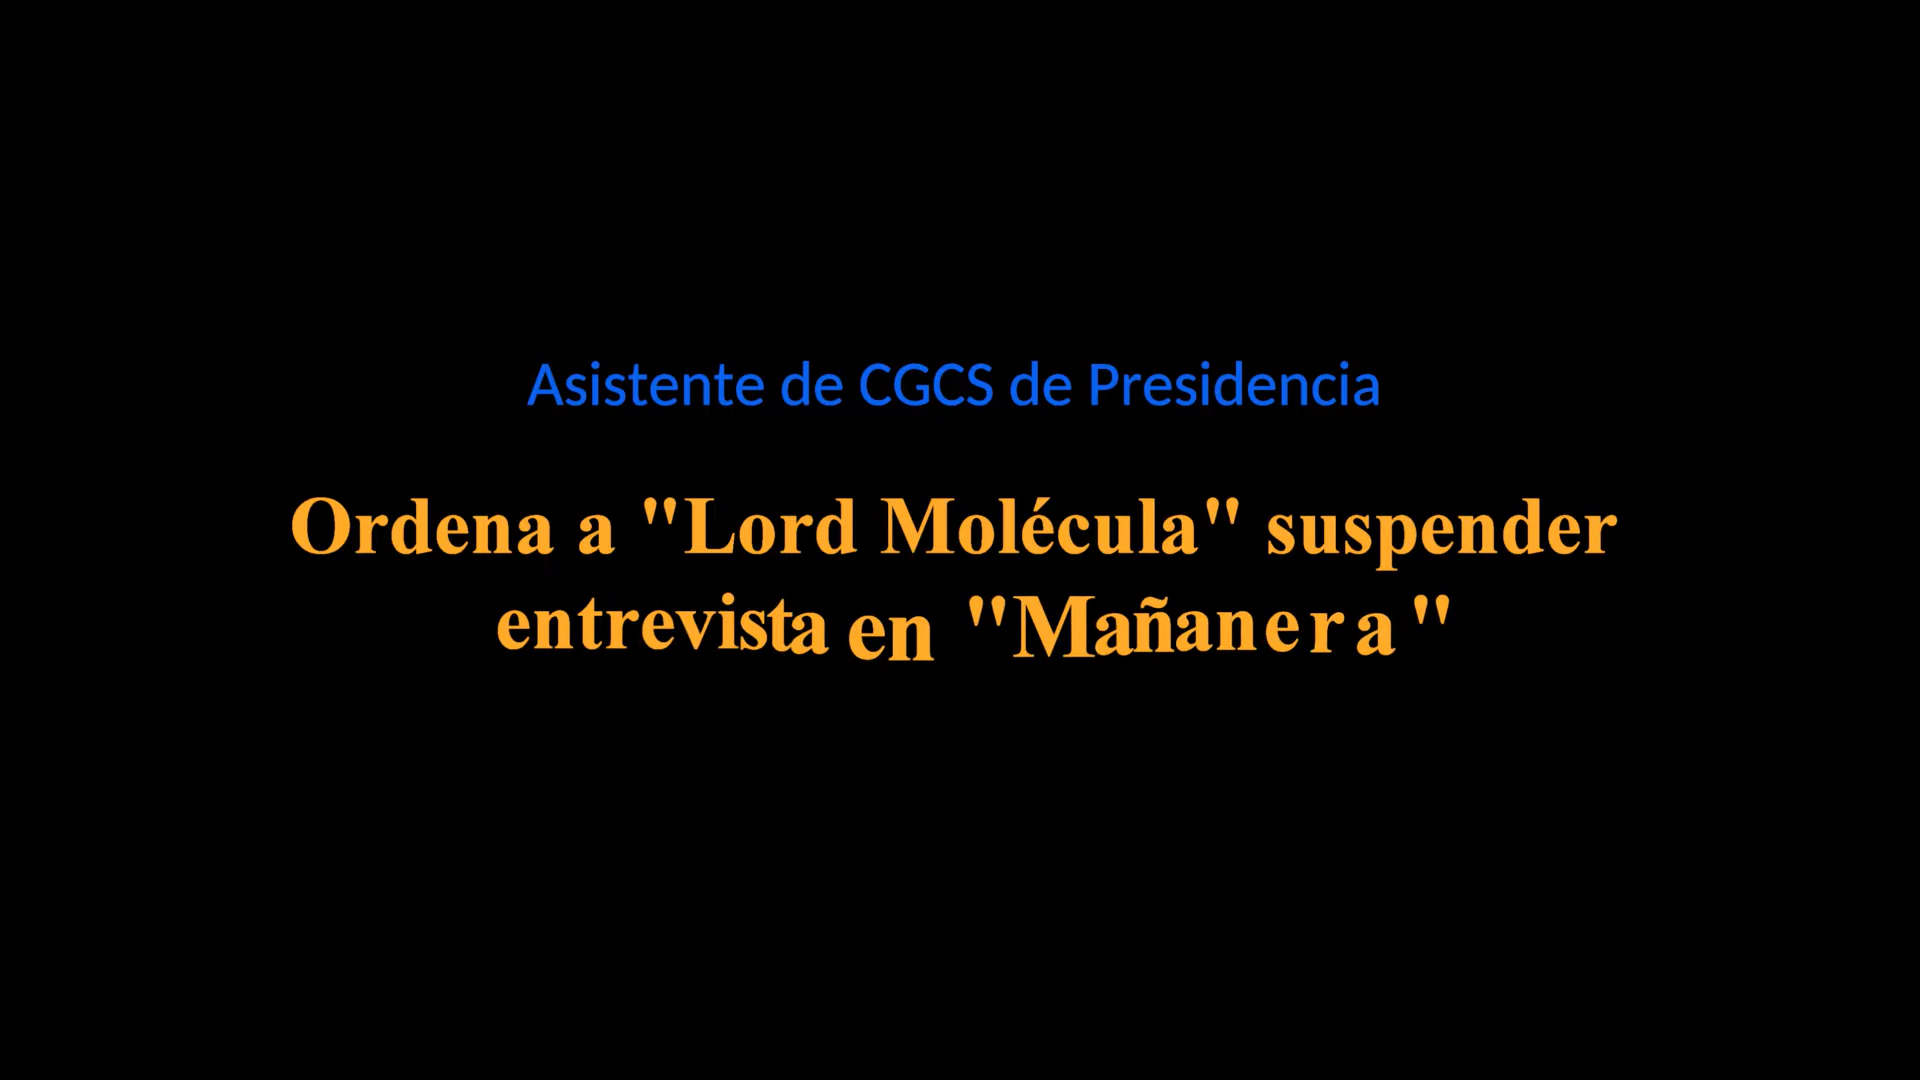 Asistente de CGCS de Presidencia
Ordena a "Lord Molécula" suspender
entrevista en "Mañanera"